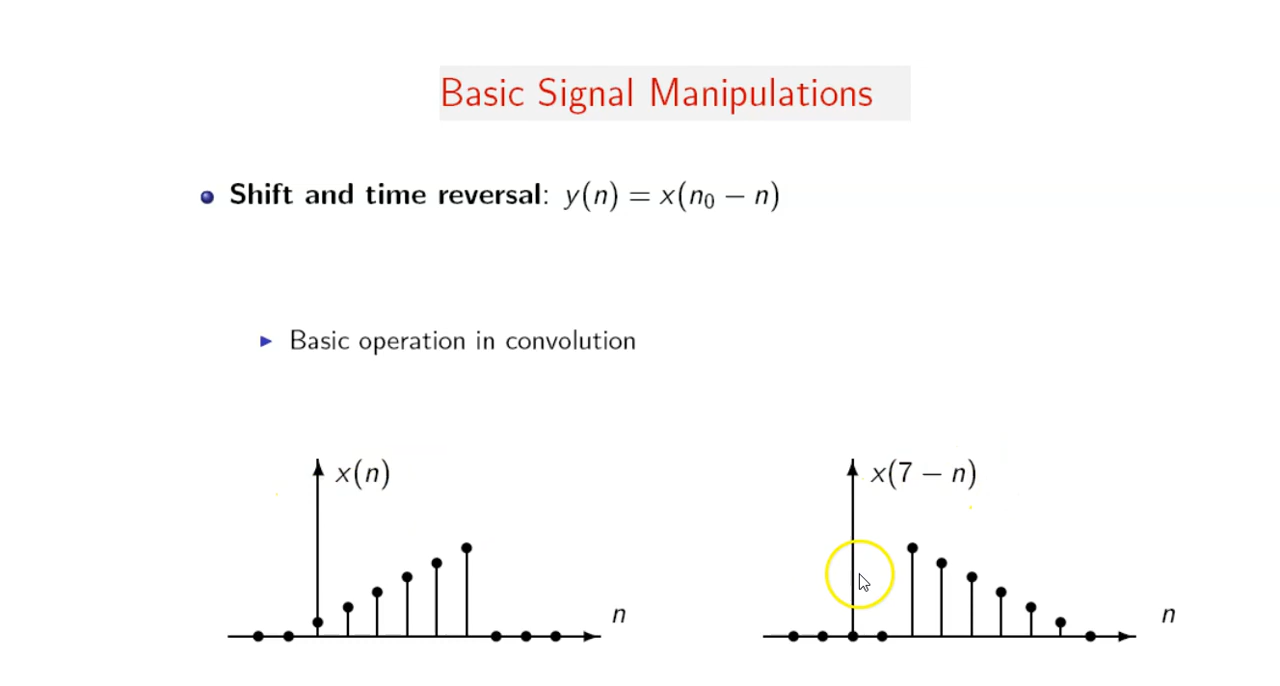 Basic Signal Manipulations
Shift and time reversal: y(n) = x(n₀ − n)
Basic operation in convolution
x(n)
x(7 − n)
n
n